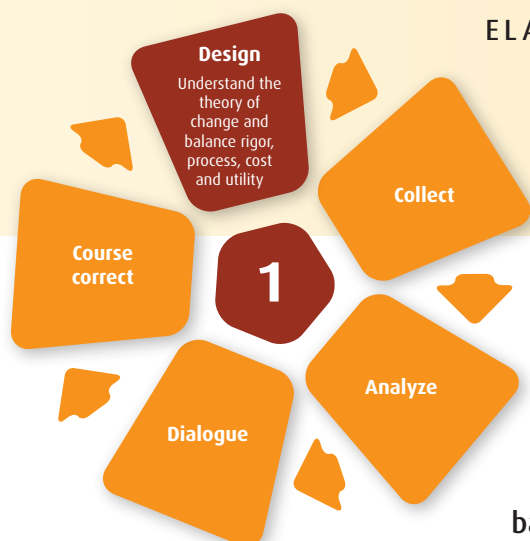 ELA
Design
Understand the
theory of
change and
balance rigor,
process, cost
and utility
Collect
Course
correct
1
Analyze
Dialogue
ba